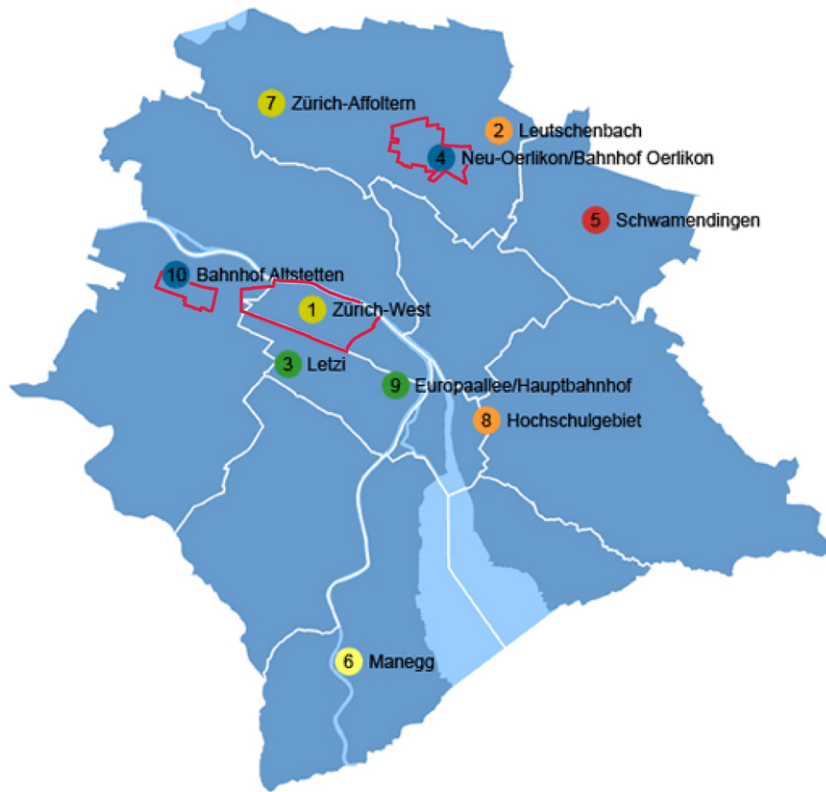 7 Zürich-Affoltern
2 Leutschenbach
4 Neu-Oerlikon/Bahnhof Oerlikon
5 Schwamendingen
10 Bahnhof Altstetten
1 Zürich-West
3 Letzi
9 Europaallee/Hauptbahnhof
8 Hochschulgebiet
6 Manegg